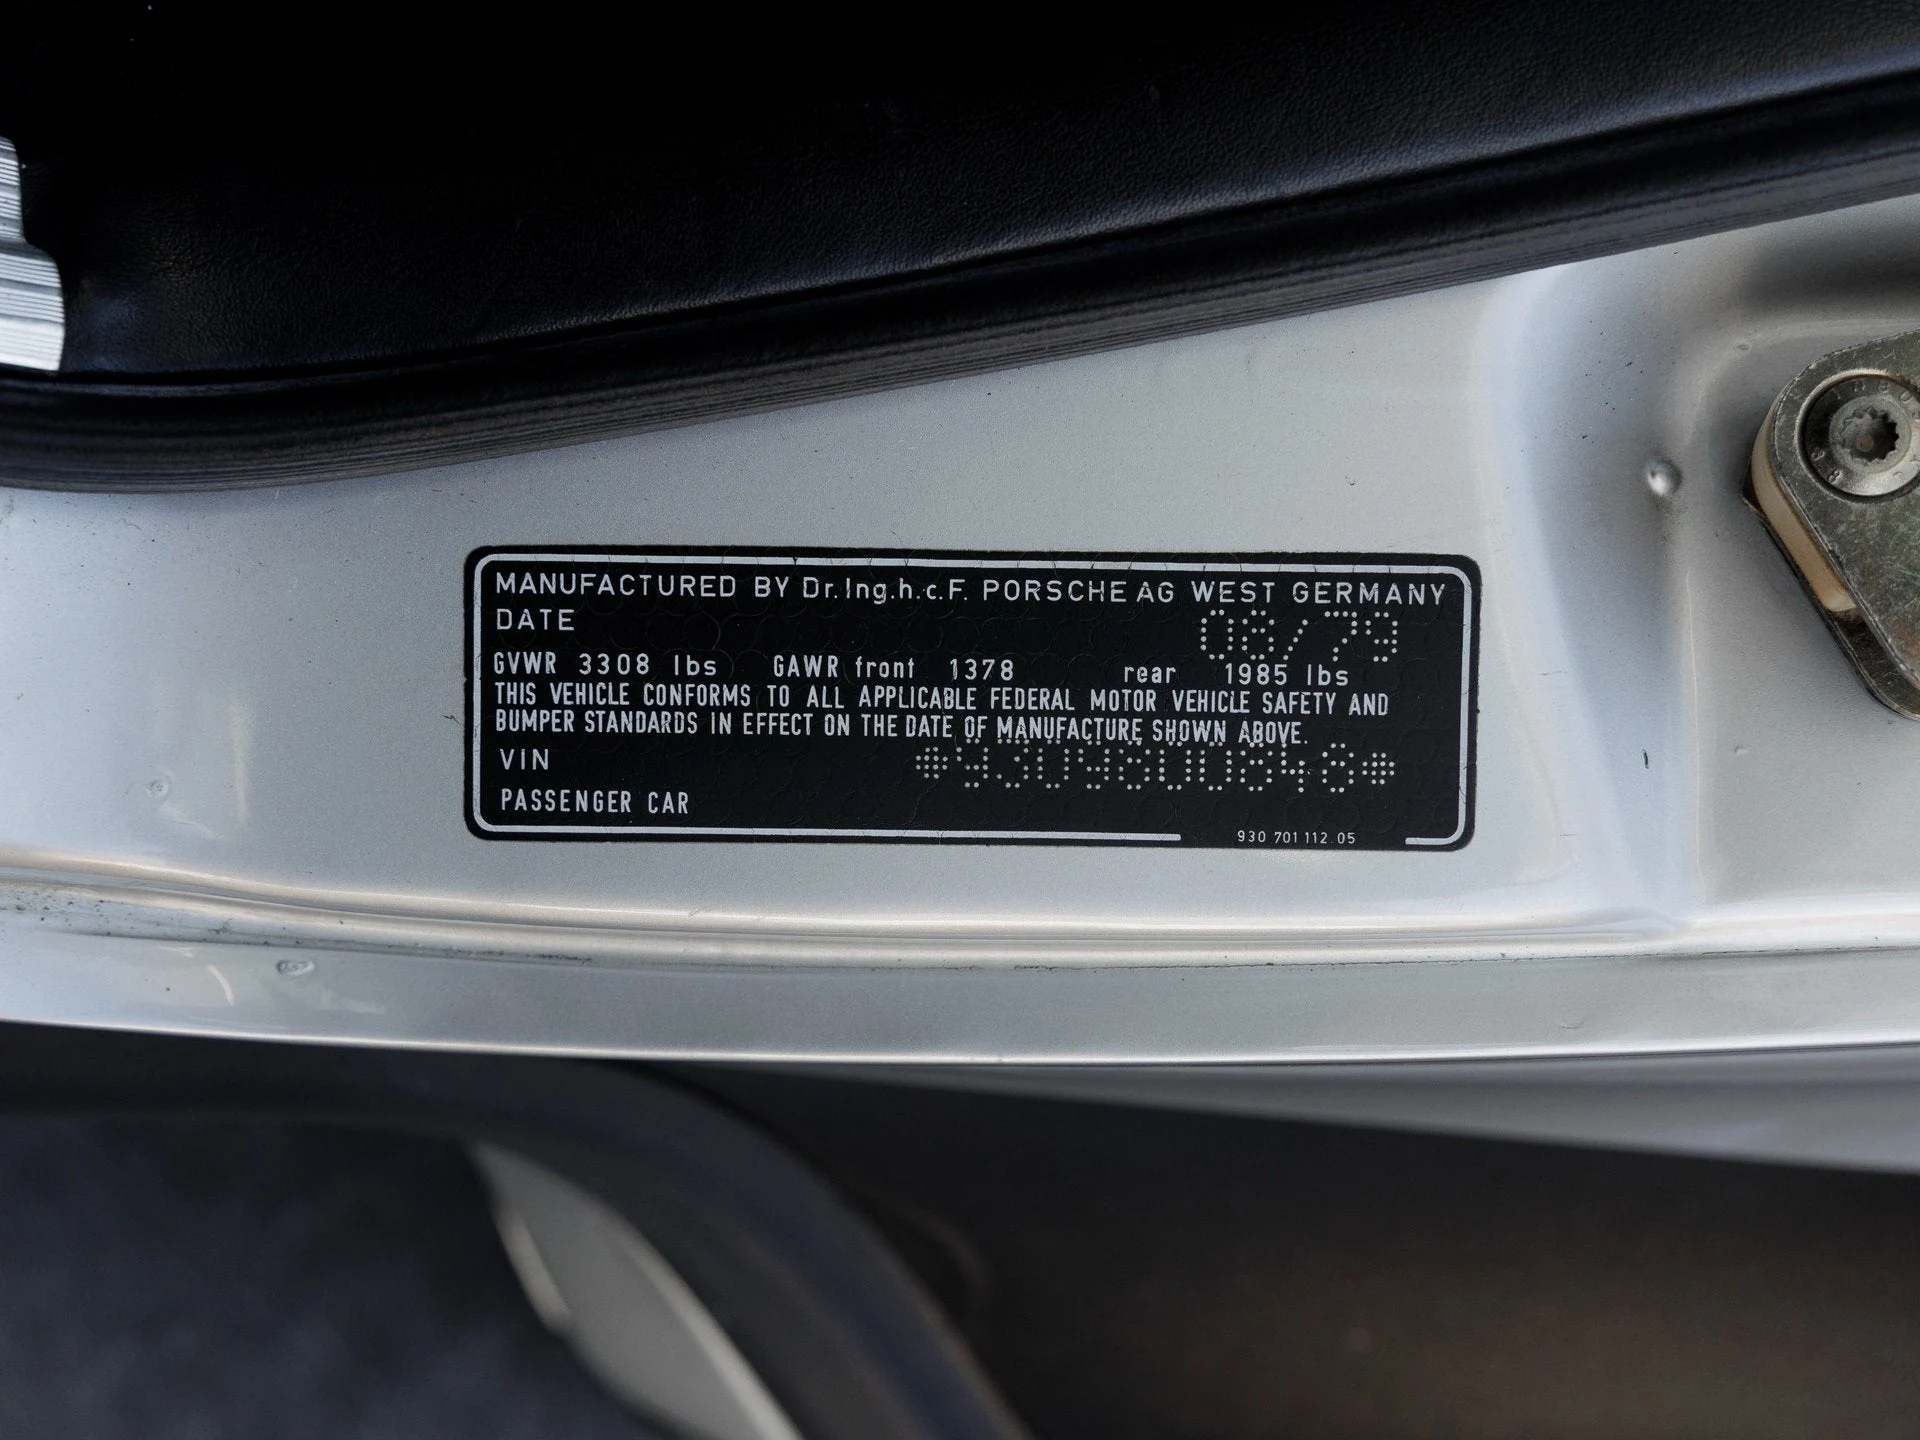 MANUFACTURED BY Dr.Ing.h.c.F. PORSCHE AG WEST GERMANY
DATE 08/79
GVWR 3308 lbs GAWR front 1378 rear 1985 lbs
THIS VEHICLE CONFORMS TO ALL APPLICABLE FEDERAL MOTOR VEHICLE SAFETY AND
BUMPER STANDARDS IN EFFECT ON THE DATE OF MANUFACTURE SHOWN ABOVE.
VIN *9309800848*
PASSENGER CAR
930 701 112 05